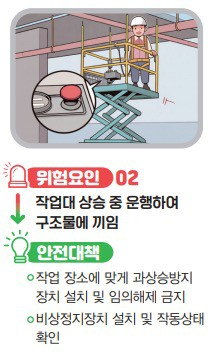 위험요인 02
작업대 상승 중 운행하여
구조물에 끼임
안전대책
작업 장소에 맞게 과상승방지
장치 설치 및 임의해제 금지
비상정지장치 설치 및 작동상태
확인